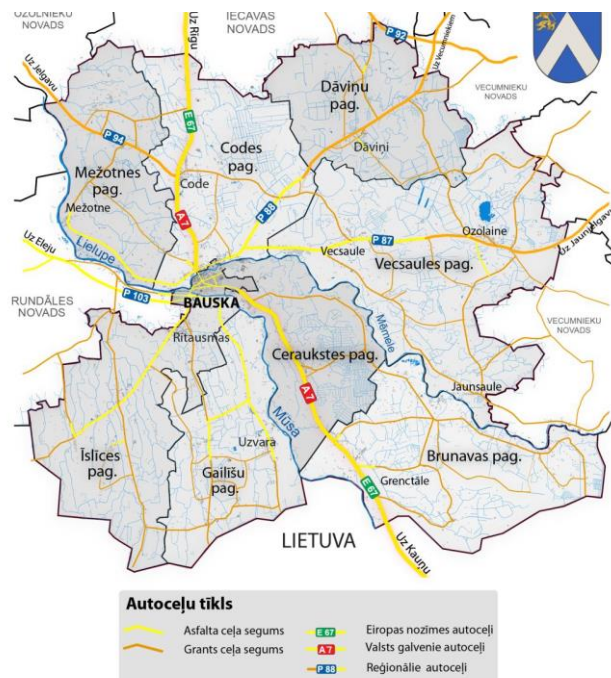 OZOLNIEKU
NOVADS
Uz Rīgu
IECAVAS
NOVADS
P 92
Uz Vecumniekiem
Uz Jelgavu
VECUMNIEKU
NOVADS
Dāviņu
pag.
E 67
P 94
Codes
pag.
Dāviņi
Mežotnes
pag.
Code
Mežotne
A 7
P 88
Ozolaine
Uz Eleju
Lielupe
Vecsaule
P 87
Uz Jaunjelgavu
Vecsaules pag.
RUNDĀLES
NOVADS
P 103
BAUSKA
Mēmele
VECUMNIEKU
NOVADS
Rītausmas
Ceraukstes pag.
A 7
Jaunsaule
Mūsa
Īslīces
pag.
Uzvara
Gailīšu
pag.
Brunavas pag.
Grenctāle
E 67
LIETUVA
Uz Kauņu
Autoceļu tīkls
Asfalta ceļa segums
E 67 Eiropas nozīmes autoceļi
A 7 Valsts galvenie autoceļi
Grants ceļa segums
P 88 Reģionālie autoceļi